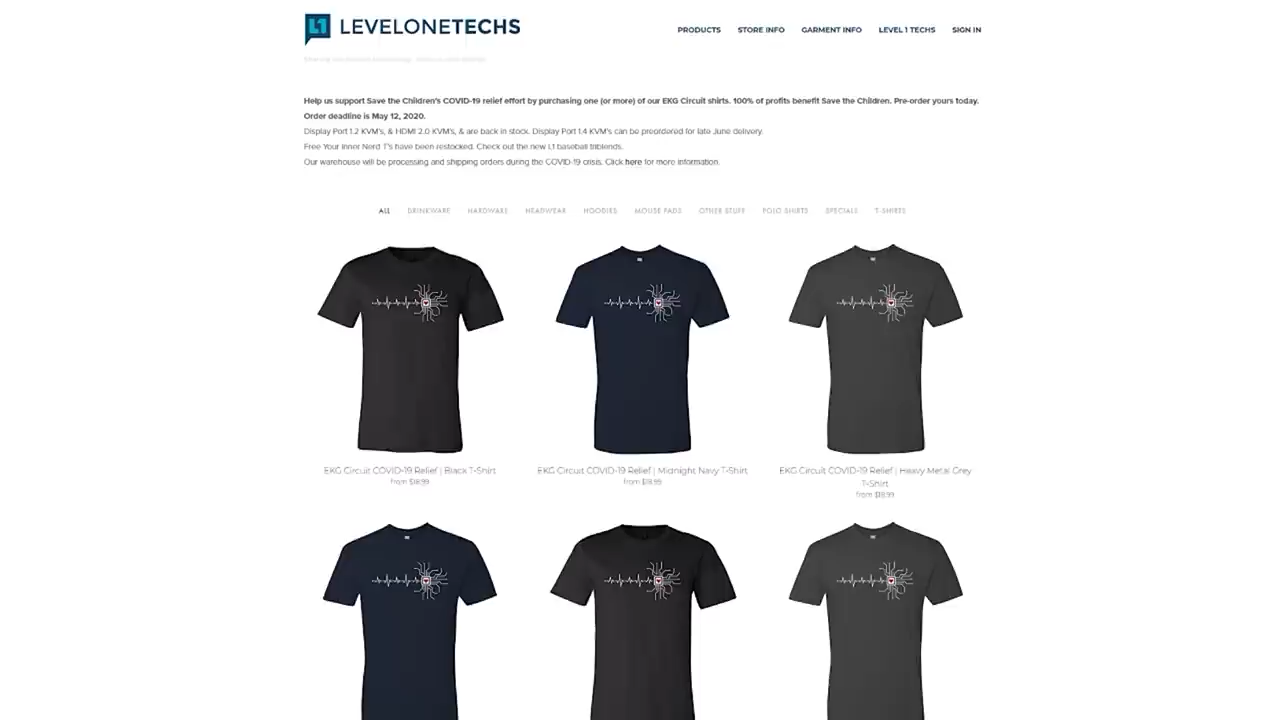 L1 LEVELONETECHS
PRODUCTS STORE INFO GARMENT INFO LEVEL 1 TECHS SIGN IN
Help us support Save the Children's COVID-19 relief effort by purchasing one (or more) of our EKG Circuit shirts. 100% of profits benefit Save the Children. Pre-order yours today.
Order deadline is May 12, 2020.
Display Port 1.2 KVM's, & HDMI 2.0 KVM's, & are back in stock. Display Port 1.4 KVM's can be preordered for late June delivery.
Free Your Inner Nerd T's have been restocked. Check out the new L1 baseball triblends.
Our warehouse will be processing and shipping orders during the COVID-19 crisis. Click here for more information.
ALL DRINKWARE HARDWARE HEADWEAR HOODIES MOUSE PADS OTHER STUFF POLO SHIRTS SPECIALS T-SHIRTS
EKG Circuit COVID-19 Relief | Black T-Shirt
from $18.99
EKG Circuit COVID-19 Relief | Midnight Navy T-Shirt
from $18.99
EKG Circuit COVID-19 Relief | Heavy Metal Grey
T-Shirt
from $18.99